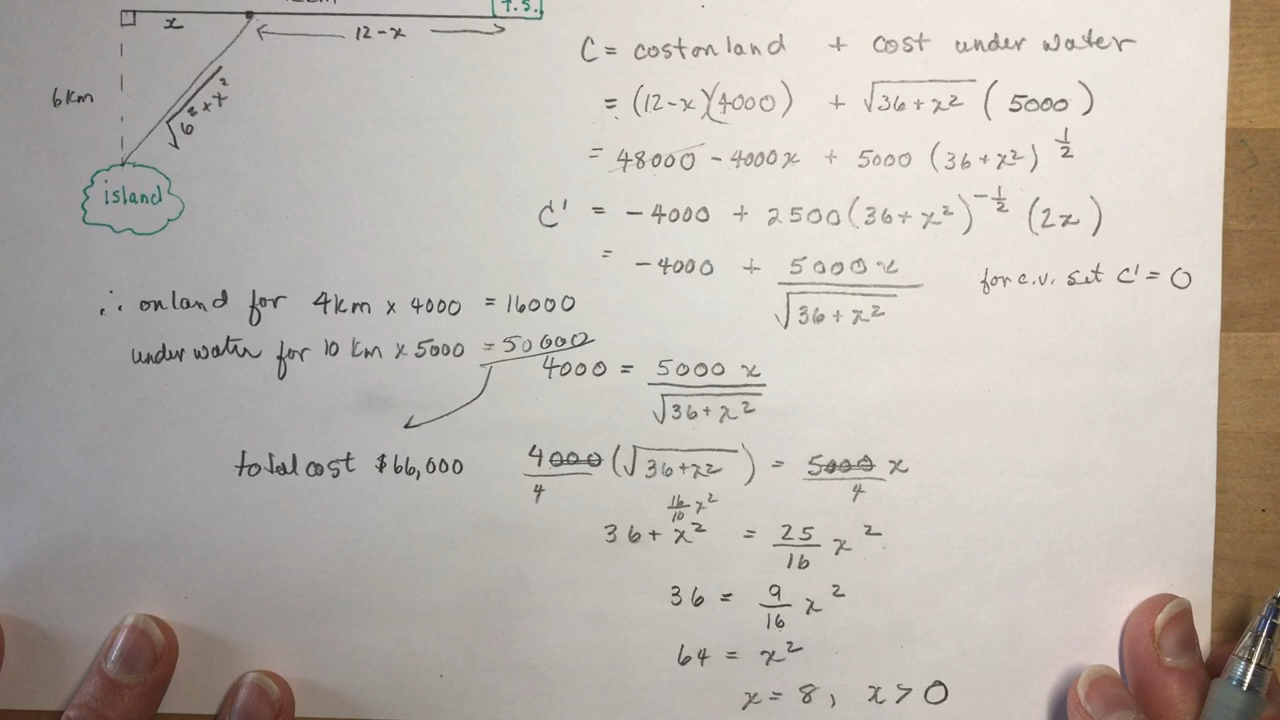 T.S.
x
12 - x
6 km
√6² + x²
island
C = cost on land + cost under water
= (12-x)(4000) + √36 + x² (5000)
= 48000 - 4000x + 5000 (36 + x²)^1/2
C' = -4000 + 2500 (36 + x²)^-1/2 (2x)
= -4000 + 5000x / √36 + x²
for c.v. set C' = 0
∴ on land for 4km x 4000 = 16000
under water for 10 km x 5000 = 50000
total cost $66,000
4000 = 5000 x / √36 + x²
4000/4 (√36 + x²) = 5000/4 x
16/16 x²
36 + x² = 25/16 x²
36 = 9/16 x²
64 = x²
x = 8, x > 0